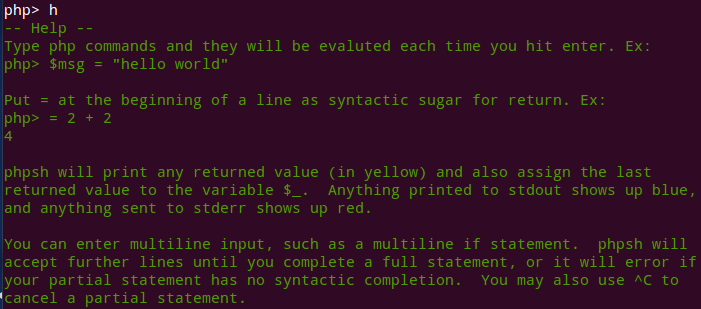 php> h
-- Help --
Type php commands and they will be evaluted each time you hit enter. Ex:
php> $msg = "hello world"
Put = at the beginning of a line as syntactic sugar for return. Ex:
php> = 2 + 2
4
phpsh will print any returned value (in yellow) and also assign the last
returned value to the variable $_.  Anything printed to stdout shows up blue,
and anything sent to stderr shows up red.
You can enter multiline input, such as a multiline if statement.  phpsh will
accept further lines until you complete a full statement, or it will error if
your partial statement has no syntactic completion.  You may also use ^C to
cancel a partial statement.